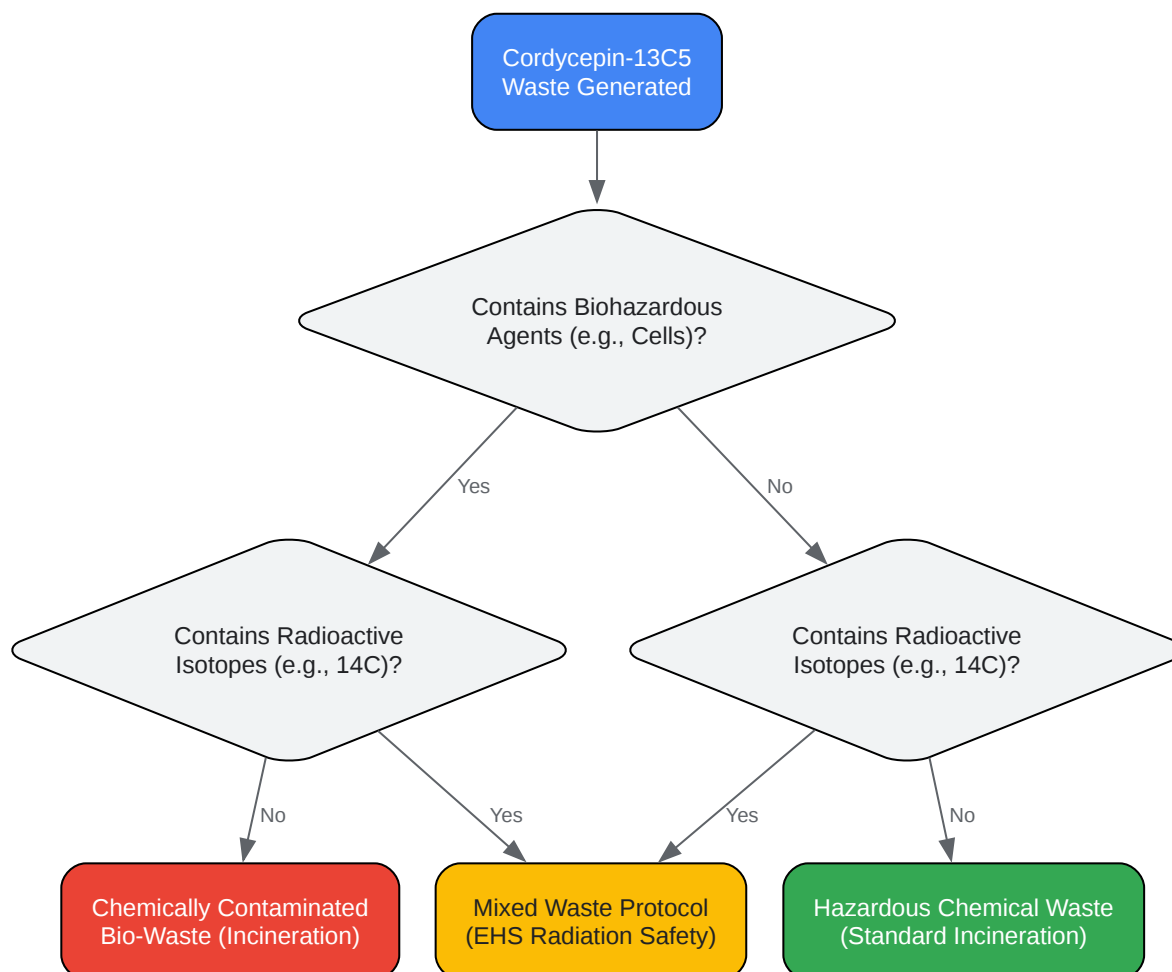 Cordycepin-13C5
Waste Generated
Contains Biohazardous
Agents (e.g., Cells)?
Yes
No
Contains Radioactive
Isotopes (e.g., 14C)?
Contains Radioactive
Isotopes (e.g., 14C)?
No
Yes
Yes
No
Chemically Contaminated
Bio-Waste (Incineration)
Mixed Waste Protocol
(EHS Radiation Safety)
Hazardous Chemical Waste
(Standard Incineration)